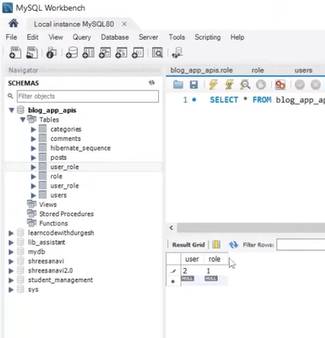 MySQL Workbench
Local instance MySQL80
File Edit View Query Database Server Tools Scripting Help
Navigator
SCHEMAS
Filter objects
blog_app_apis
Tables
categories
comments
hibernate_sequence
posts
user_role
role
user_role
users
Views
Stored Procedures
Functions
learncodewithdurgesh
lib_assistant
mydb
shreesanavi
shreesanavi2.0
student_management
sys
blog_app_apis.role role users
1 SELECT * FROM blog_ap
Result Grid Filter Rows:
user role
2 1
NULL NULL